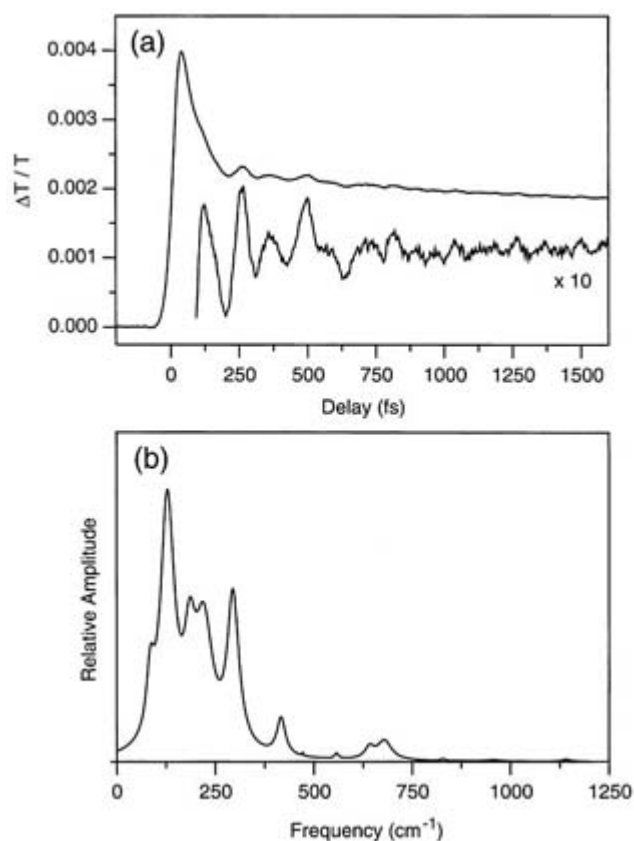 (a)
0.004
0.003
0.002
0.001
0.000
ΔT / T
x 10
0 250 500 750 1000 1250 1500
Delay (fs)
(b)
Relative Amplitude
0 250 500 750 1000 1250
Frequency (cm⁻¹)